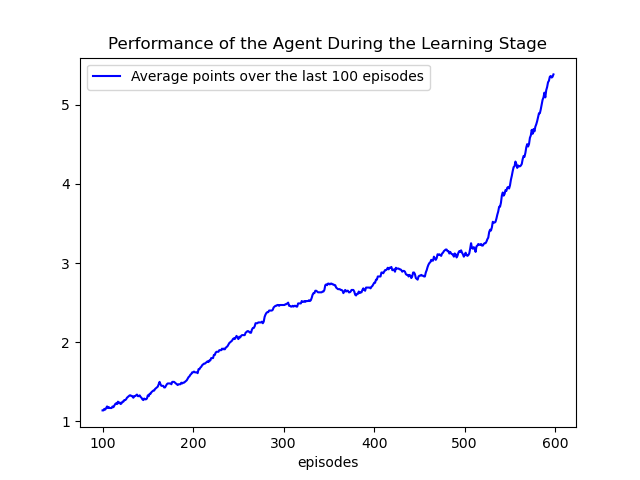 Performance of the Agent During the Learning Stage
Average points over the last 100 episodes
5
4
3
2
1
100 200 300 400 500 600
episodes